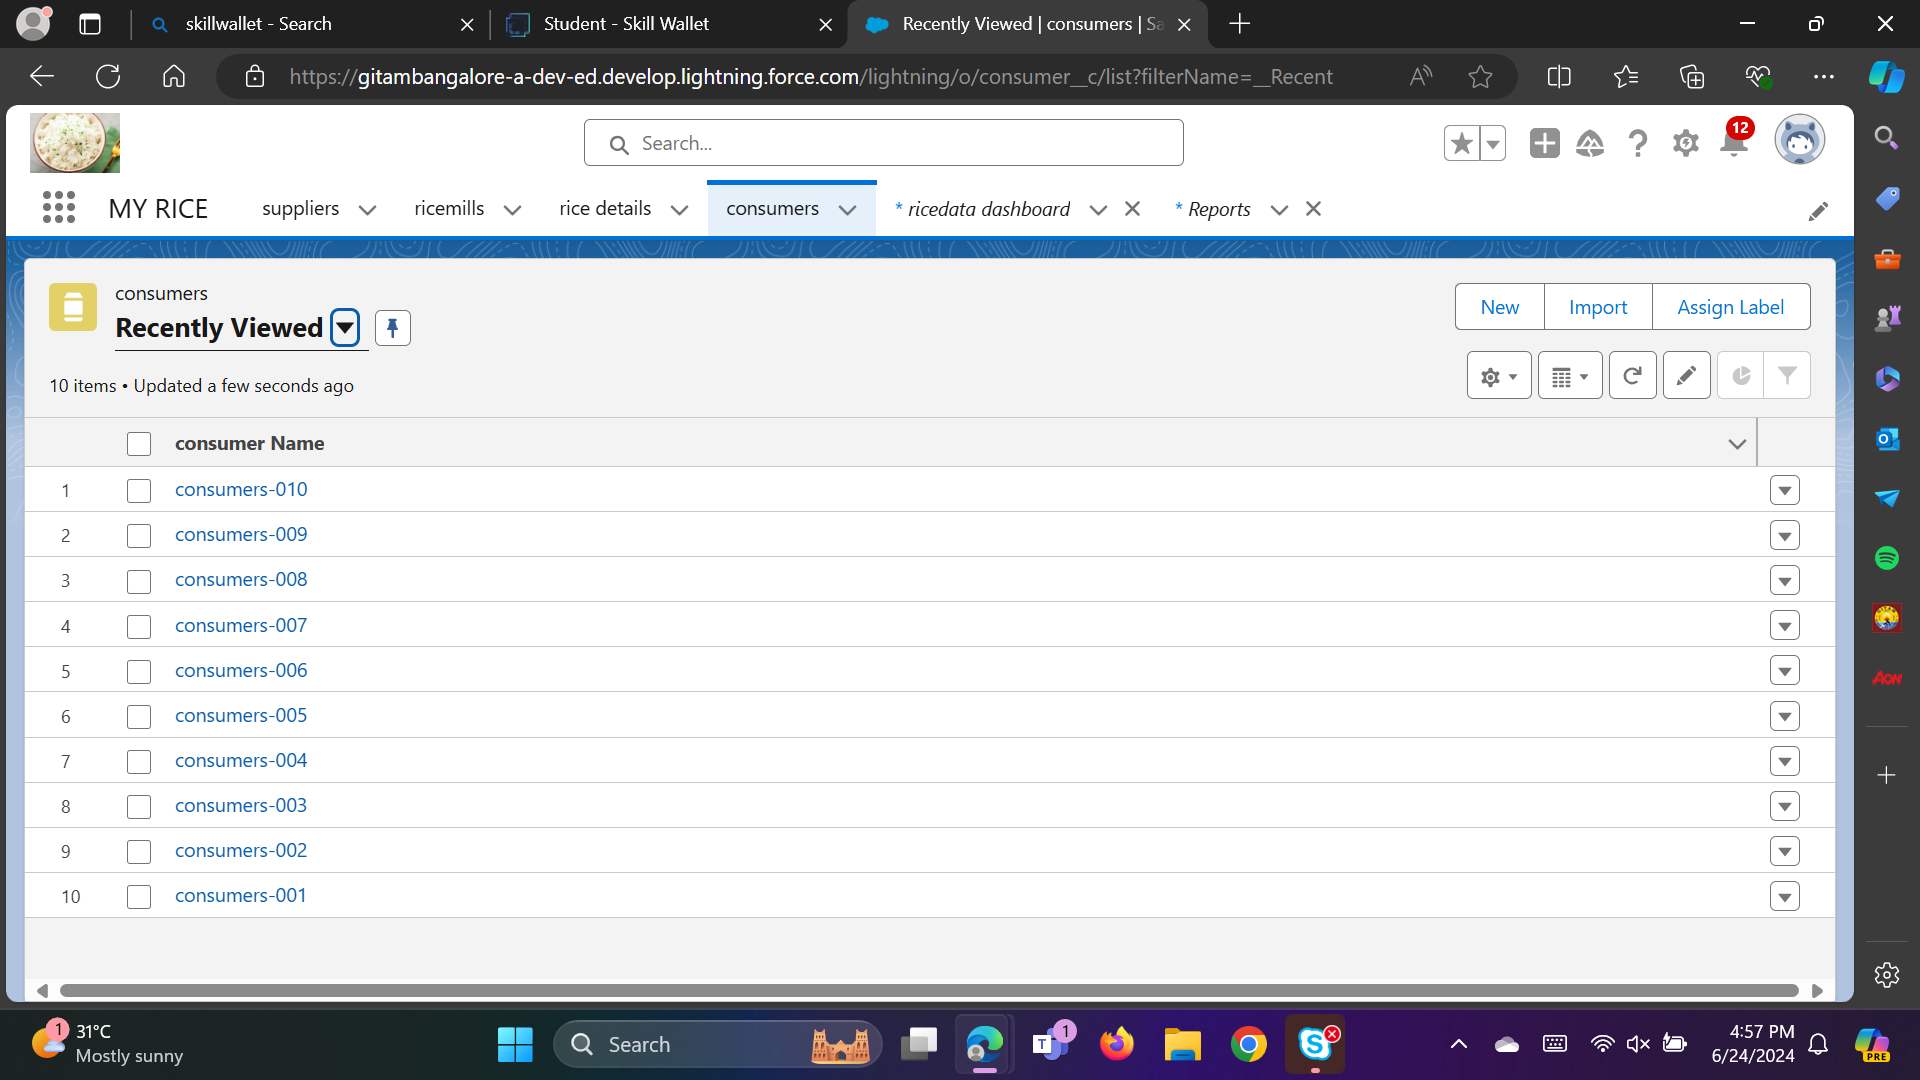 skillwallet - Search
Student - Skill Wallet
Recently Viewed | consumers | Sa
https://gitambangalore-a-dev-ed.develop.lightning.force.com/lightning/o/consumer__c/list?filterName=__Recent
Search...
12
MY RICE
suppliers
ricemills
rice details
consumers
* ricedata dashboard
* Reports
consumers
Recently Viewed
New
Import
Assign Label
10 items • Updated a few seconds ago
consumer Name
1 consumers-010
2 consumers-009
3 consumers-008
4 consumers-007
5 consumers-006
6 consumers-005
7 consumers-004
8 consumers-003
9 consumers-002
10 consumers-001
AON
1
31°C
Mostly sunny
Search
1
4:57 PM
6/24/2024
PRE